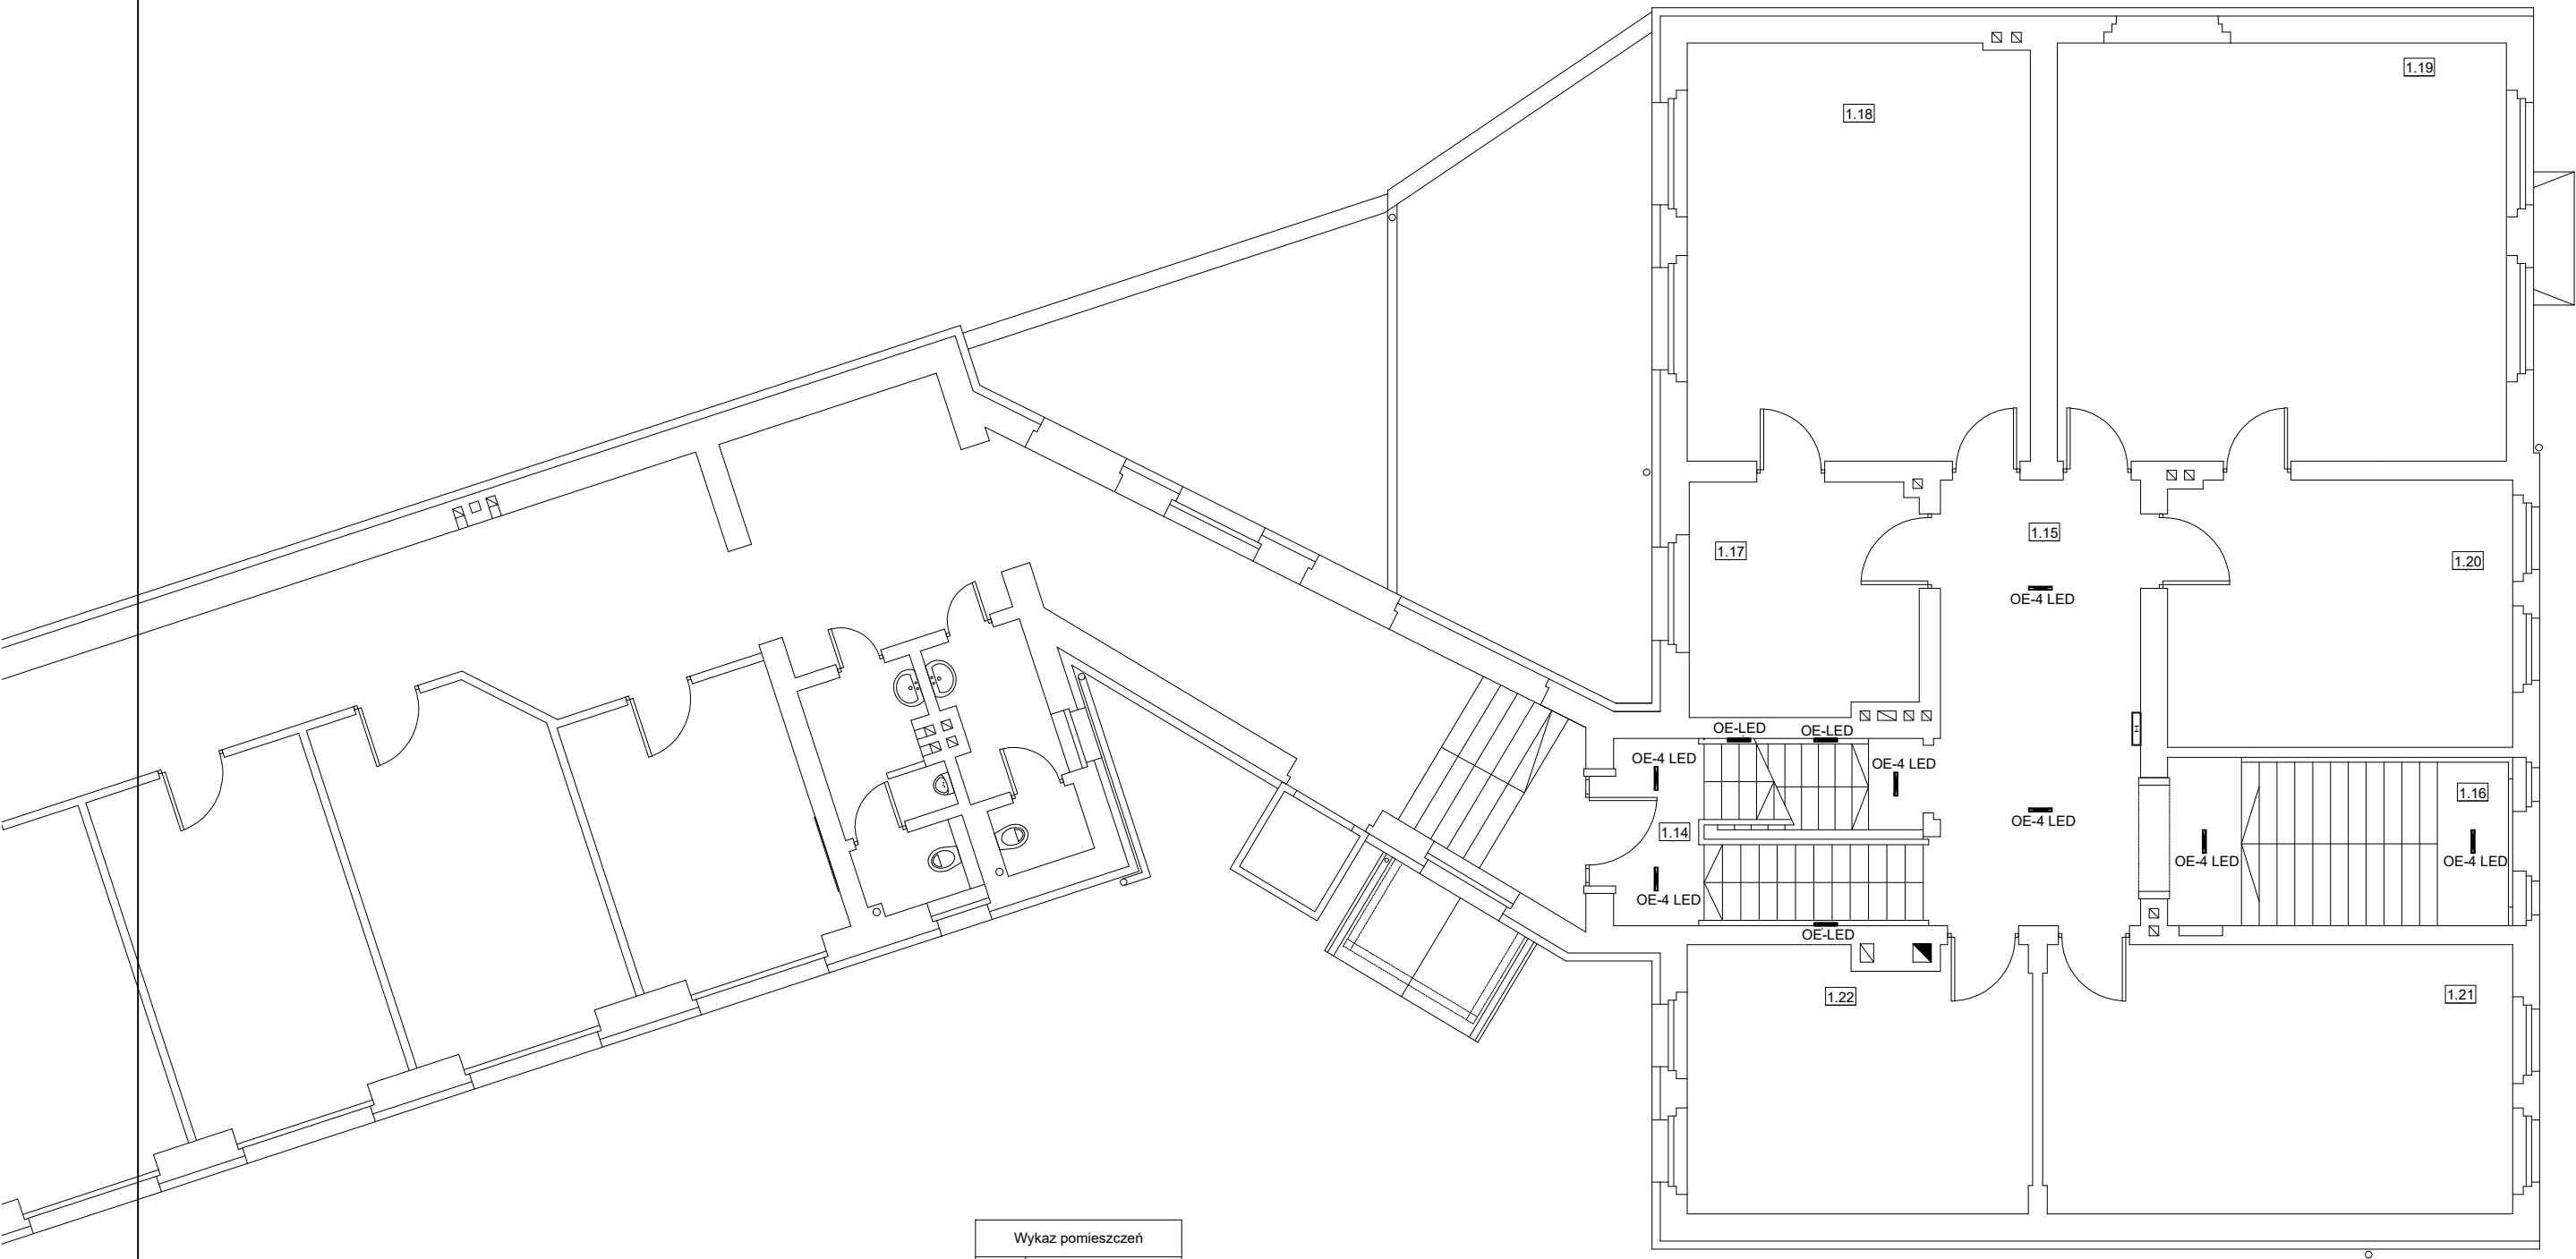 1.19
1.18
1.15
1.17
1.20
OE-4 LED
OE-LED
OE-LED
OE-4 LED
OE-4 LED
1.16
OE-4 LED
1.14
OE-4 LED
OE-4 LED
OE-4 LED
OE-LED
1.22
1.21
Wykaz pomieszczeń